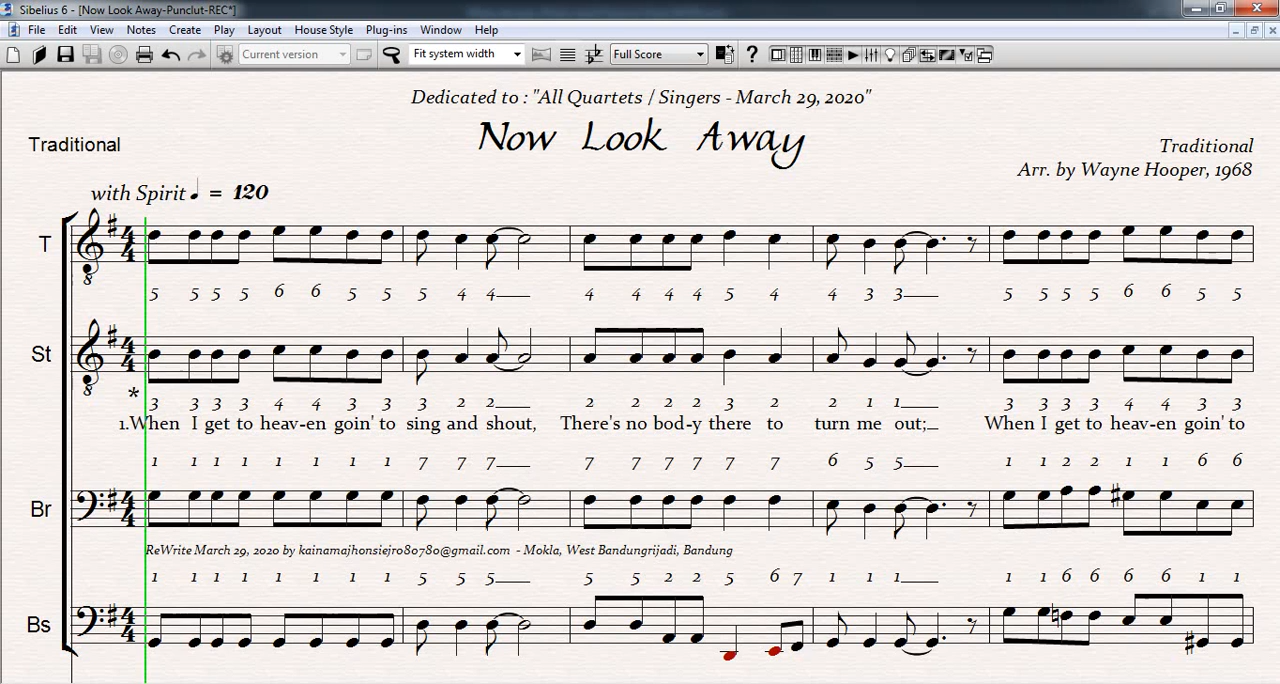 Sibelius 6 - [Now Look Away-Punclut-REC*]
File Edit View Notes Create Play Layout House Style Plug-ins Window Help
Current version Fit system width Full Score ?
Dedicated to : "All Quartets / Singers - March 29, 2020"
Now Look Away
Traditional
Traditional
Arr. by Wayne Hooper, 1968
with Spirit ♩ = 120
T
5 5 5 5 6 6 5 5 5 4 4 4 4 4 4 5 4 4 3 3 5 5 5 5 6 6 5 5
St
* 3 3 3 3 4 4 3 3 3 2 2 2 2 2 2 3 2 2 1 1 3 3 3 3 4 4 3 3
1.When I get to heav-en goin' to sing and shout, There's no bod-y there to turn me out; When I get to heav-en goin' to
1 1 1 1 1 1 1 1 7 7 7 7 7 7 7 7 7 6 5 5 1 1 2 2 1 1 6 6
Br
ReWrite March 29, 2020 by kainamajhonsiejro80780@gmail.com - Mokla, West Bandungrijadi, Bandung
1 1 1 1 1 1 1 1 5 5 5 5 5 2 2 5 6 7 1 1 1 1 1 6 6 6 6 1 1
Bs